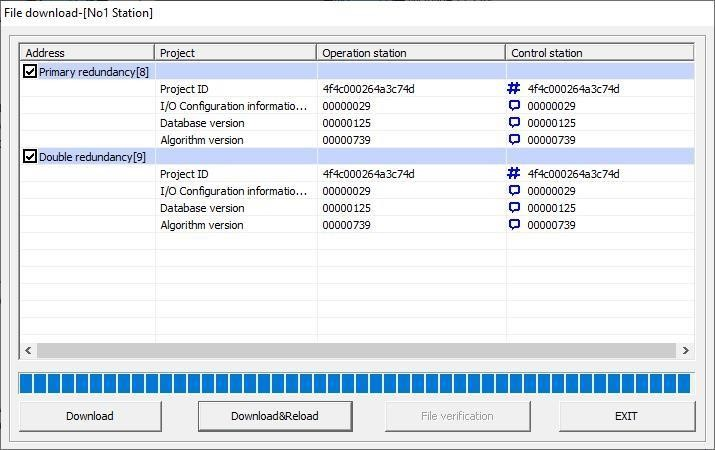 File download-[No1 Station]
Address Project Operation station Control station
Primary redundancy[8]
Project ID 4f4c000264a3c74d # 4f4c000264a3c74d
I/O Configuration informatio... 00000029 00000029
Database version 00000125 00000125
Algorithm version 00000739 00000739
Double redundancy[9]
Project ID 4f4c000264a3c74d # 4f4c000264a3c74d
I/O Configuration informatio... 00000029 00000029
Database version 00000125 00000125
Algorithm version 00000739 00000739
Download Download&Reload File verification EXIT